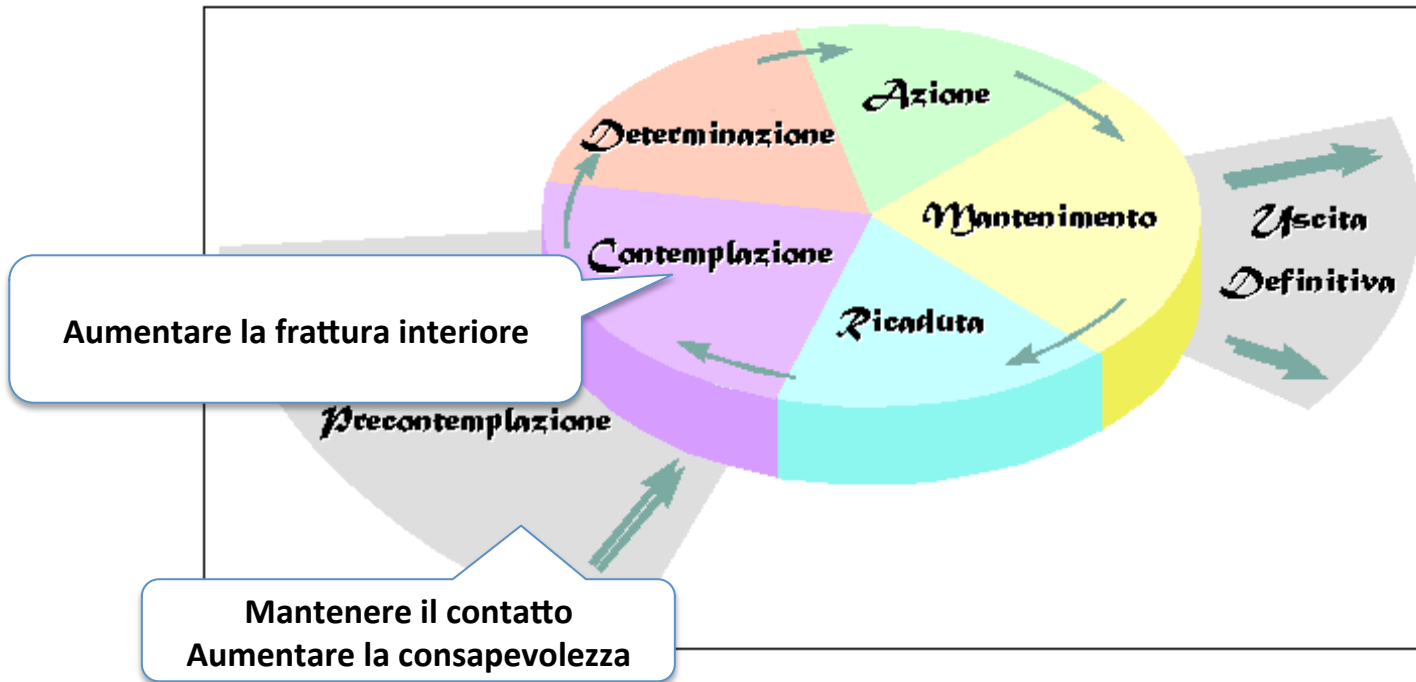 Azione
Determinazione
Mantenimento
Uscita
Definitiva
Contemplazione
Ricaduta
Aumentare la frattura interiore
Precontemplazione
Mantenere il contatto
Aumentare la consapevolezza